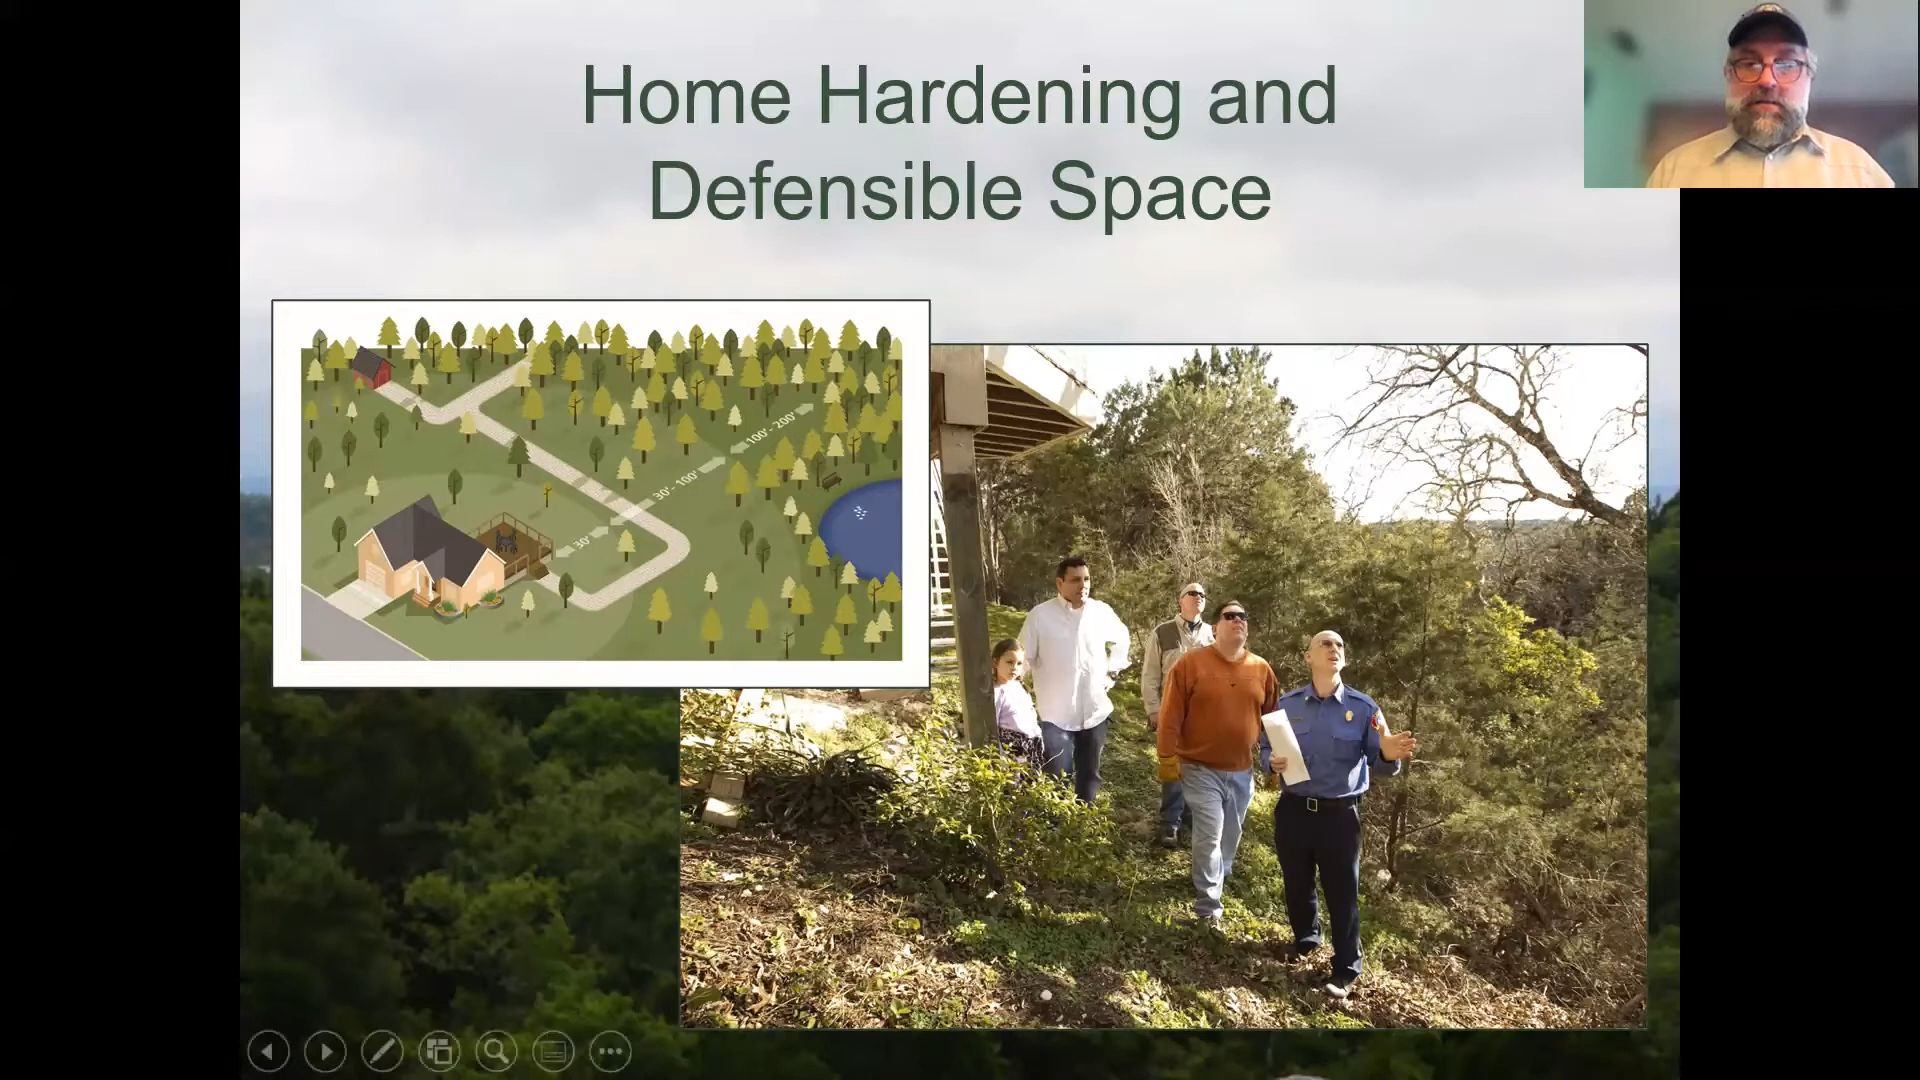 Home Hardening and
Defensible Space
30'
30' - 100'
100' - 200'